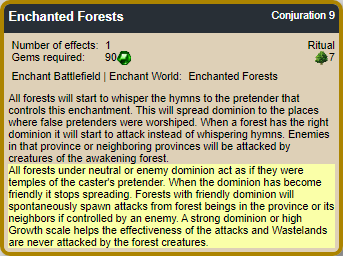 Enchanted Forests Conjuration 9
Number of effects: 1 Ritual
Gems required: 90 7
Enchant Battlefield | Enchant World: Enchanted Forests
All forests will start to whisper the hymns to the pretender that
controls this enchantment. This will spread dominion to the places
where false pretenders were worshiped. When a forest has the right
dominion it will start to attack instead of whispering hymns. Enemies
in that province or neighboring provinces will be attacked by
creatures of the awakening forest.
All forests under neutral or enemy dominion act as if they were
temples of the caster's pretender. When the dominion has become
friendly it stops spreading. Forests with friendly dominion will
spontaneously spawn attacks from forest beings in the province or its
neighbors if controlled by an enemy. A strong dominion or high
Growth scale helps the effectiveness of the attacks and Wastelands
are never attacked by the forest creatures.